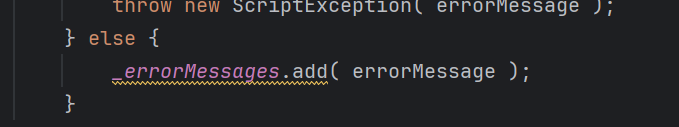 throw new ScriptException( errorMessage );
} else {
_errorMessages.add( errorMessage );
}